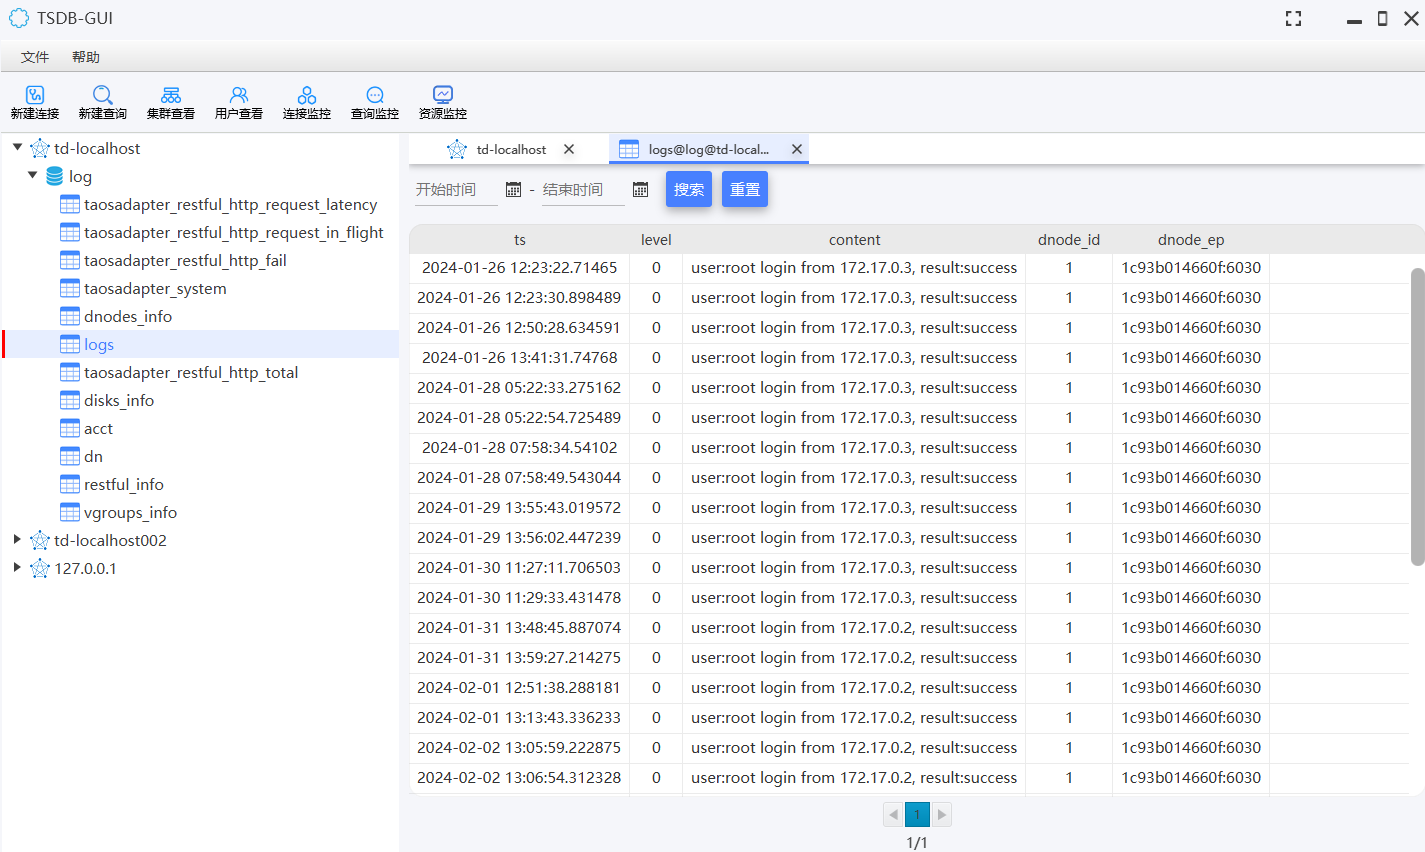 TSDB-GUI
文件 帮助
新建连接 新建查询 集群查看 用户查看 连接监控 查询监控 资源监控
td-localhost
log
taosadapter_restful_http_request_latency
taosadapter_restful_http_request_in_flight
taosadapter_restful_http_fail
taosadapter_system
dnodes_info
logs
taosadapter_restful_http_total
disks_info
acct
dn
restful_info
vgroups_info
td-localhost002
127.0.0.1
td-localhost logs@log@td-local...
开始时间 - 结束时间 搜索 重置
ts level content dnode_id dnode_ep
2024-01-26 12:23:22.71465 0 user:root login from 172.17.0.3, result:success 1 1c93b014660f:6030
2024-01-26 12:23:30.898489 0 user:root login from 172.17.0.3, result:success 1 1c93b014660f:6030
2024-01-26 12:50:28.634591 0 user:root login from 172.17.0.3, result:success 1 1c93b014660f:6030
2024-01-26 13:41:31.74768 0 user:root login from 172.17.0.3, result:success 1 1c93b014660f:6030
2024-01-28 05:22:33.275162 0 user:root login from 172.17.0.3, result:success 1 1c93b014660f:6030
2024-01-28 05:22:54.725489 0 user:root login from 172.17.0.3, result:success 1 1c93b014660f:6030
2024-01-28 07:58:34.54102 0 user:root login from 172.17.0.3, result:success 1 1c93b014660f:6030
2024-01-28 07:58:49.543044 0 user:root login from 172.17.0.3, result:success 1 1c93b014660f:6030
2024-01-29 13:55:43.019572 0 user:root login from 172.17.0.3, result:success 1 1c93b014660f:6030
2024-01-29 13:56:02.447239 0 user:root login from 172.17.0.3, result:success 1 1c93b014660f:6030
2024-01-30 11:27:11.706503 0 user:root login from 172.17.0.3, result:success 1 1c93b014660f:6030
2024-01-30 11:29:33.431478 0 user:root login from 172.17.0.3, result:success 1 1c93b014660f:6030
2024-01-31 13:48:45.887074 0 user:root login from 172.17.0.2, result:success 1 1c93b014660f:6030
2024-01-31 13:59:27.214275 0 user:root login from 172.17.0.2, result:success 1 1c93b014660f:6030
2024-02-01 12:51:38.288181 0 user:root login from 172.17.0.2, result:success 1 1c93b014660f:6030
2024-02-01 13:13:43.336233 0 user:root login from 172.17.0.2, result:success 1 1c93b014660f:6030
2024-02-02 13:05:59.222875 0 user:root login from 172.17.0.2, result:success 1 1c93b014660f:6030
2024-02-02 13:06:54.312328 0 user:root login from 172.17.0.2, result:success 1 1c93b014660f:6030
1
1/1